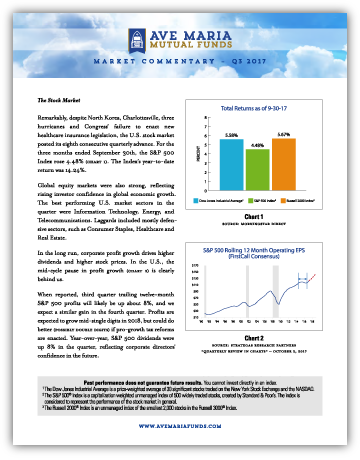 AVE MARIA
MUTUAL FUNDS
MARKET COMMENTARY - Q3 2017
The Stock Market
Remarkably, despite North Korea, Charlottesville, three
hurricanes and Congress' failure to enact new
healthcare insurance legislation, the U.S. stock market
posted its eighth consecutive quarterly advance. For the
three months ended September 30th, the S&P 500
Index rose 4.48% (CHART 1). The Index's year-to-date
return was 14.24%.
Global equity markets were also strong, reflecting
rising investor confidence in global economic growth.
The best performing U.S. market sectors in the
quarter were Information Technology, Energy, and
Telecommunications. Laggards included mostly defen-
sive sectors, such as Consumer Staples, Healthcare and
Real Estate.
In the long run, corporate profit growth drives higher
dividends and higher stock prices. In the U.S., the
mid-cycle pause in profit growth (CHART 2) is clearly
behind us.
When reported, third quarter trailing twelve-month
S&P 500 profits will likely be up about 8%, and we
expect a similar gain in the fourth quarter. Profits are
expected to grow mid-single digits in 2018, but could do
better (POSSIBLY DOUBLE DIGITS) if pro-growth tax reforms
are enacted. Year-over-year, S&P 500 dividends were
up 8% in the quarter, reflecting corporate directors'
confidence in the future.
Total Returns as of 9-30-17
PERCENT
8
7
6
5
4
3
2
1
0
5.58%
4.48%
5.67%
Dow Jones Industrial Average¹
S&P 500 Index²
Russell 2000 Index³
Chart 1
SOURCE: MORNINGSTAR DIRECT
S&P 500 Rolling 12 Month Operating EPS
(FirstCall Consensus)
Chart 2
SOURCE: STRATEGAS RESEARCH PARTNERS
"QUARTERLY REVIEW IN CHARTS" – OCTOBER 2, 2017
Past performance does not guarantee future results. You cannot invest directly in an index.
¹ The Dow Jones Industrial Average is a price-weighted average of 30 significant stocks traded on the New York Stock Exchange and the NASDAQ.
² The S&P 500® Index is a capitalization weighted unmanaged index of 500 widely traded stocks, created by Standard & Poor's. The index is
considered to represent the performance of the stock market in general.
³ The Russell 2000® Index is an unmanaged index of the smallest 2,000 stocks in the Russell 3000® Index.
WWW.AVEMARIAFUNDS.COM